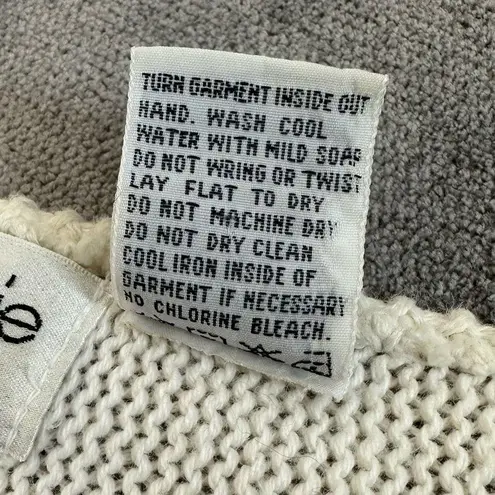 TURN GARMENT INSIDE OUT
HAND. WASH COOL
WATER WITH MILD SOAP
DO NOT WRING OR TWIST
LAY FLAT TO DRY
DO NOT MACHINE DRY
DO NOT DRY CLEAN
COOL IRON INSIDE OF
GARMENT IF NECESSARY
NO CHLORINE BLEACH.